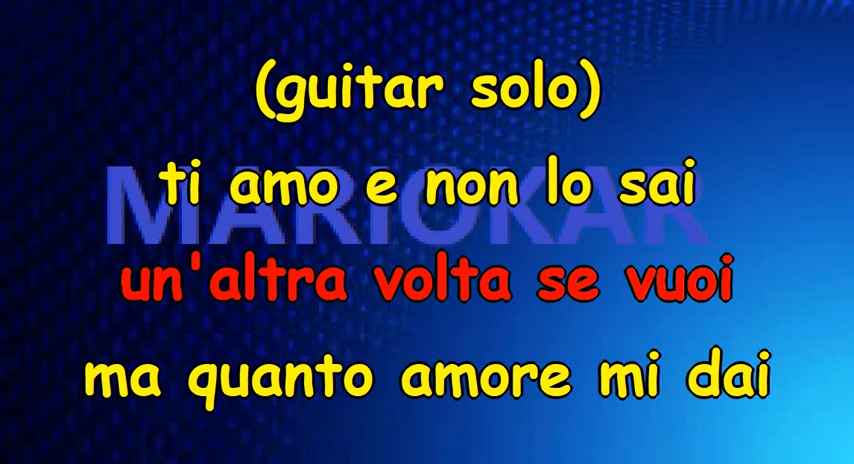 (guitar solo)
ti amo e non lo sai
MARIOKAR
un'altra volta se vuoi
ma quanto amore mi dai